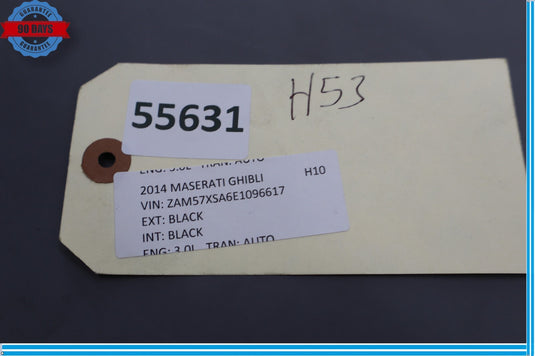 GUARANTEE
90 DAYS
GUARANTEE
55631
H53
ENG: 3.0L TRAN: AUTO
2014 MASERATI GHIBLI H10
VIN: ZAM57XSA6E1096617
EXT: BLACK
INT: BLACK
ENG: 3.0L TRAN: AUTO